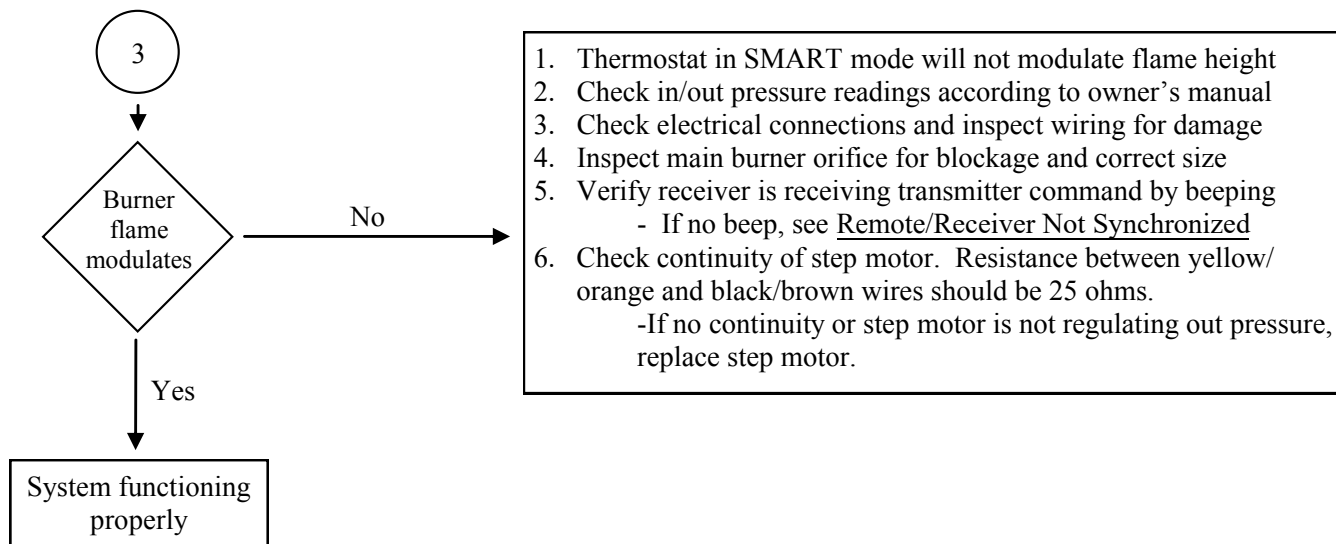 3
Burner
flame
modulates
No
1. Thermostat in SMART mode will not modulate flame height
2. Check in/out pressure readings according to owner’s manual
3. Check electrical connections and inspect wiring for damage
4. Inspect main burner orifice for blockage and correct size
5. Verify receiver is receiving transmitter command by beeping
- If no beep, see Remote/Receiver Not Synchronized
6. Check continuity of step motor. Resistance between yellow/
orange and black/brown wires should be 25 ohms.
-If no continuity or step motor is not regulating out pressure,
replace step motor.
Yes
System functioning
properly